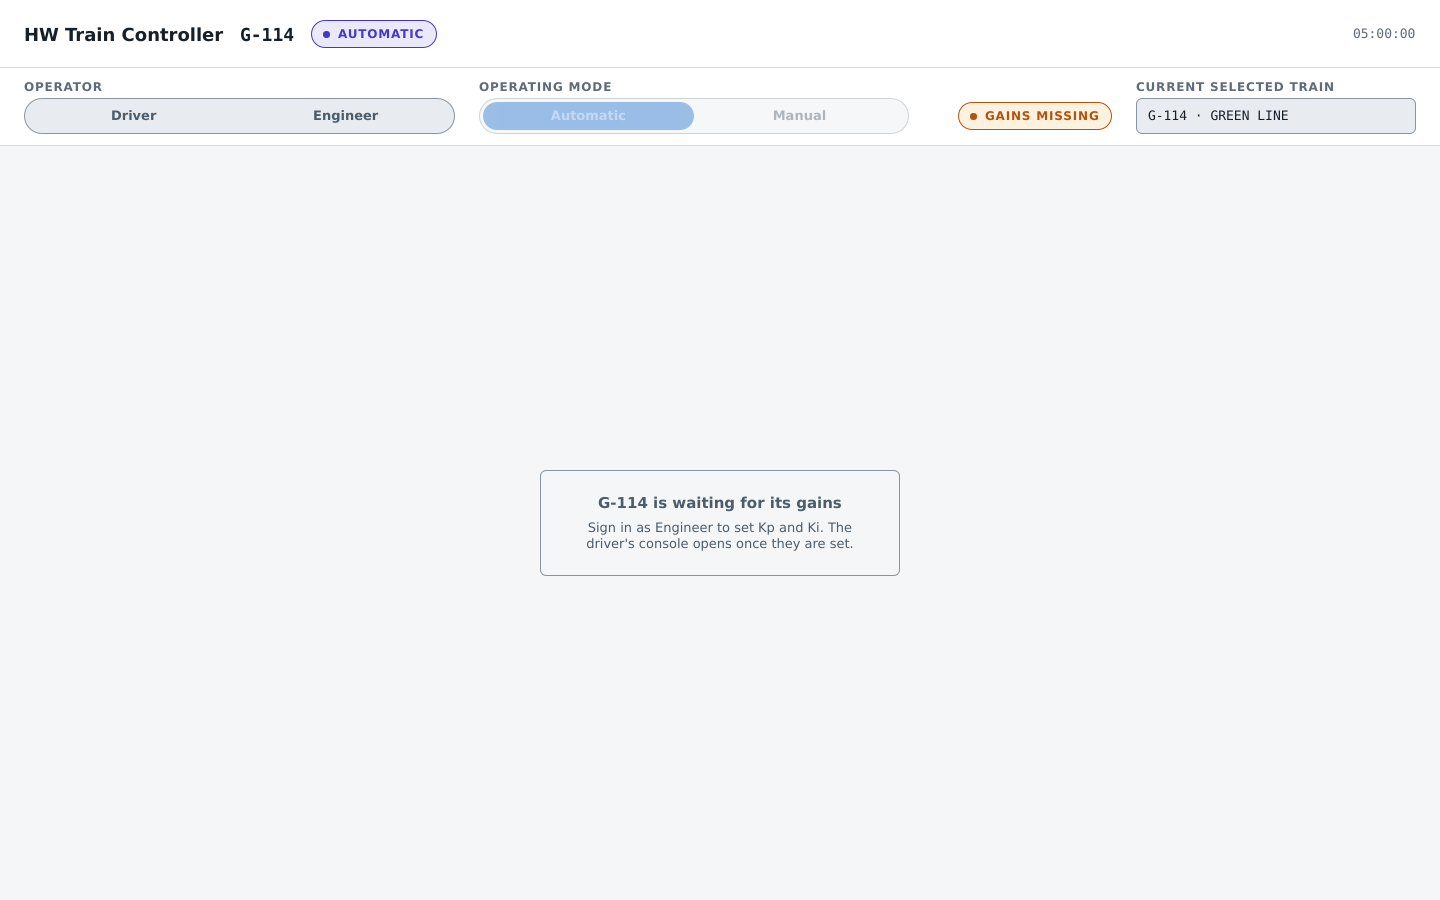 HW Train Controller G-114 AUTOMATIC 05:00:00
OPERATOR OPERATING MODE CURRENT SELECTED TRAIN
Driver Engineer Automatic Manual GAINS MISSING G-114 · GREEN LINE
G-114 is waiting for its gains
Sign in as Engineer to set Kp and Ki. The
driver's console opens once they are set.